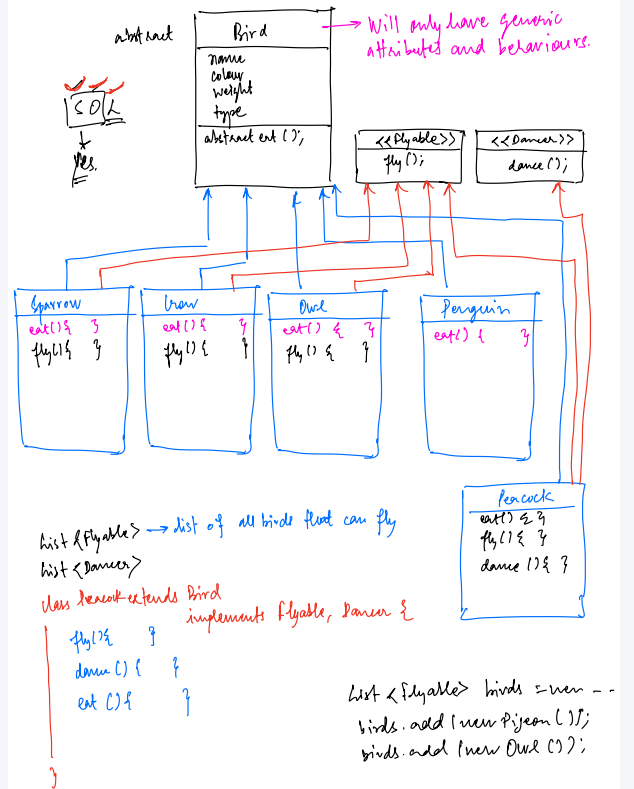 abstract
Bird
→ Will only have generic
attributes and behaviours.
name
colour
weight
type
abstract eat();
SOL
Yes.
<<Flyable>>
fly();
<<Dancer>>
dance();
Sparrow
eat() { }
fly() { }
Crow
eat() { }
fly() { }
Owl
eat() { }
fly() { }
Penguin
eat() { }
Peacock
eat() { }
fly() { }
dance() { }
List <Flyable> → List of all birds that can fly
List <Dancer>
class Peacock extends Bird
implements Flyable, Dancer {
fly() { }
dance() { }
eat() { }
}
List <Flyable> birds = new --
birds.add(new Pigeon());
birds.add(new Owl());